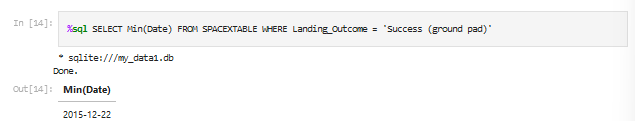 In [14]: %sql SELECT Min(Date) FROM SPACEXTABLE WHERE Landing_Outcome = 'Success (ground pad)'
* sqlite:///my_data1.db
Done.
Out[14]: Min(Date)
2015-12-22